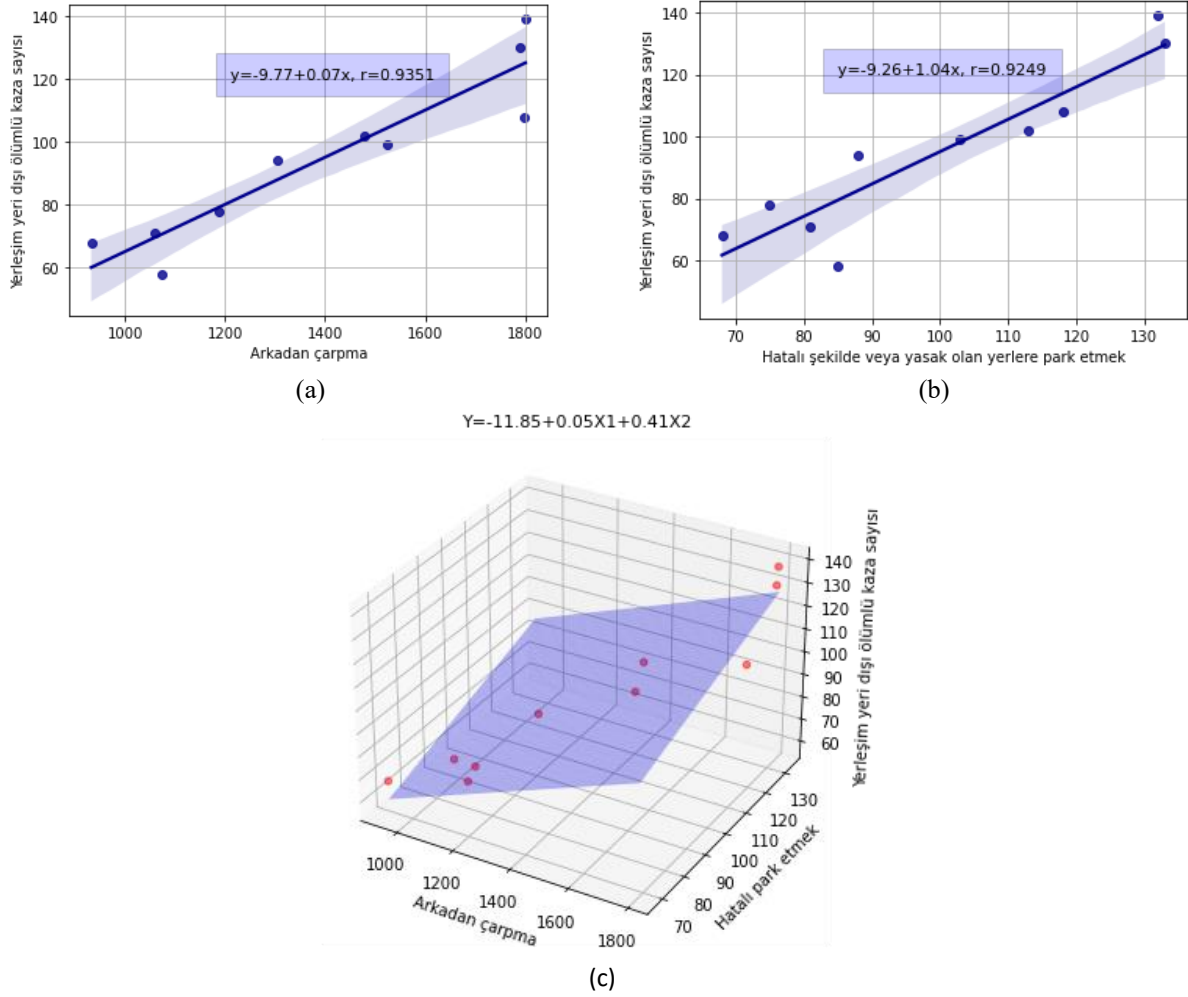 140
120
100
80
60
Yerleşim yeri dışı ölümlü kaza sayısı
y=-9.77+0.07x, r=0.9351
1000 1200 1400 1600 1800
Arkadan çarpma
(a)
140
120
100
80
60
Yerleşim yeri dışı ölümlü kaza sayısı
y=-9.26+1.04x, r=0.9249
70 80 90 100 110 120 130
Hatalı şekilde veya yasak olan yerlere park etmek
(b)
Y=-11.85+0.05X1+0.41X2
140
130
120
110
100
90
80
70
60
Yerleşim yeri dışı ölümlü kaza sayısı
130
120
110
100
90
80
70
Hatalı park etmek
1000
1200
1400
1600
1800
Arkadan çarpma
(c)